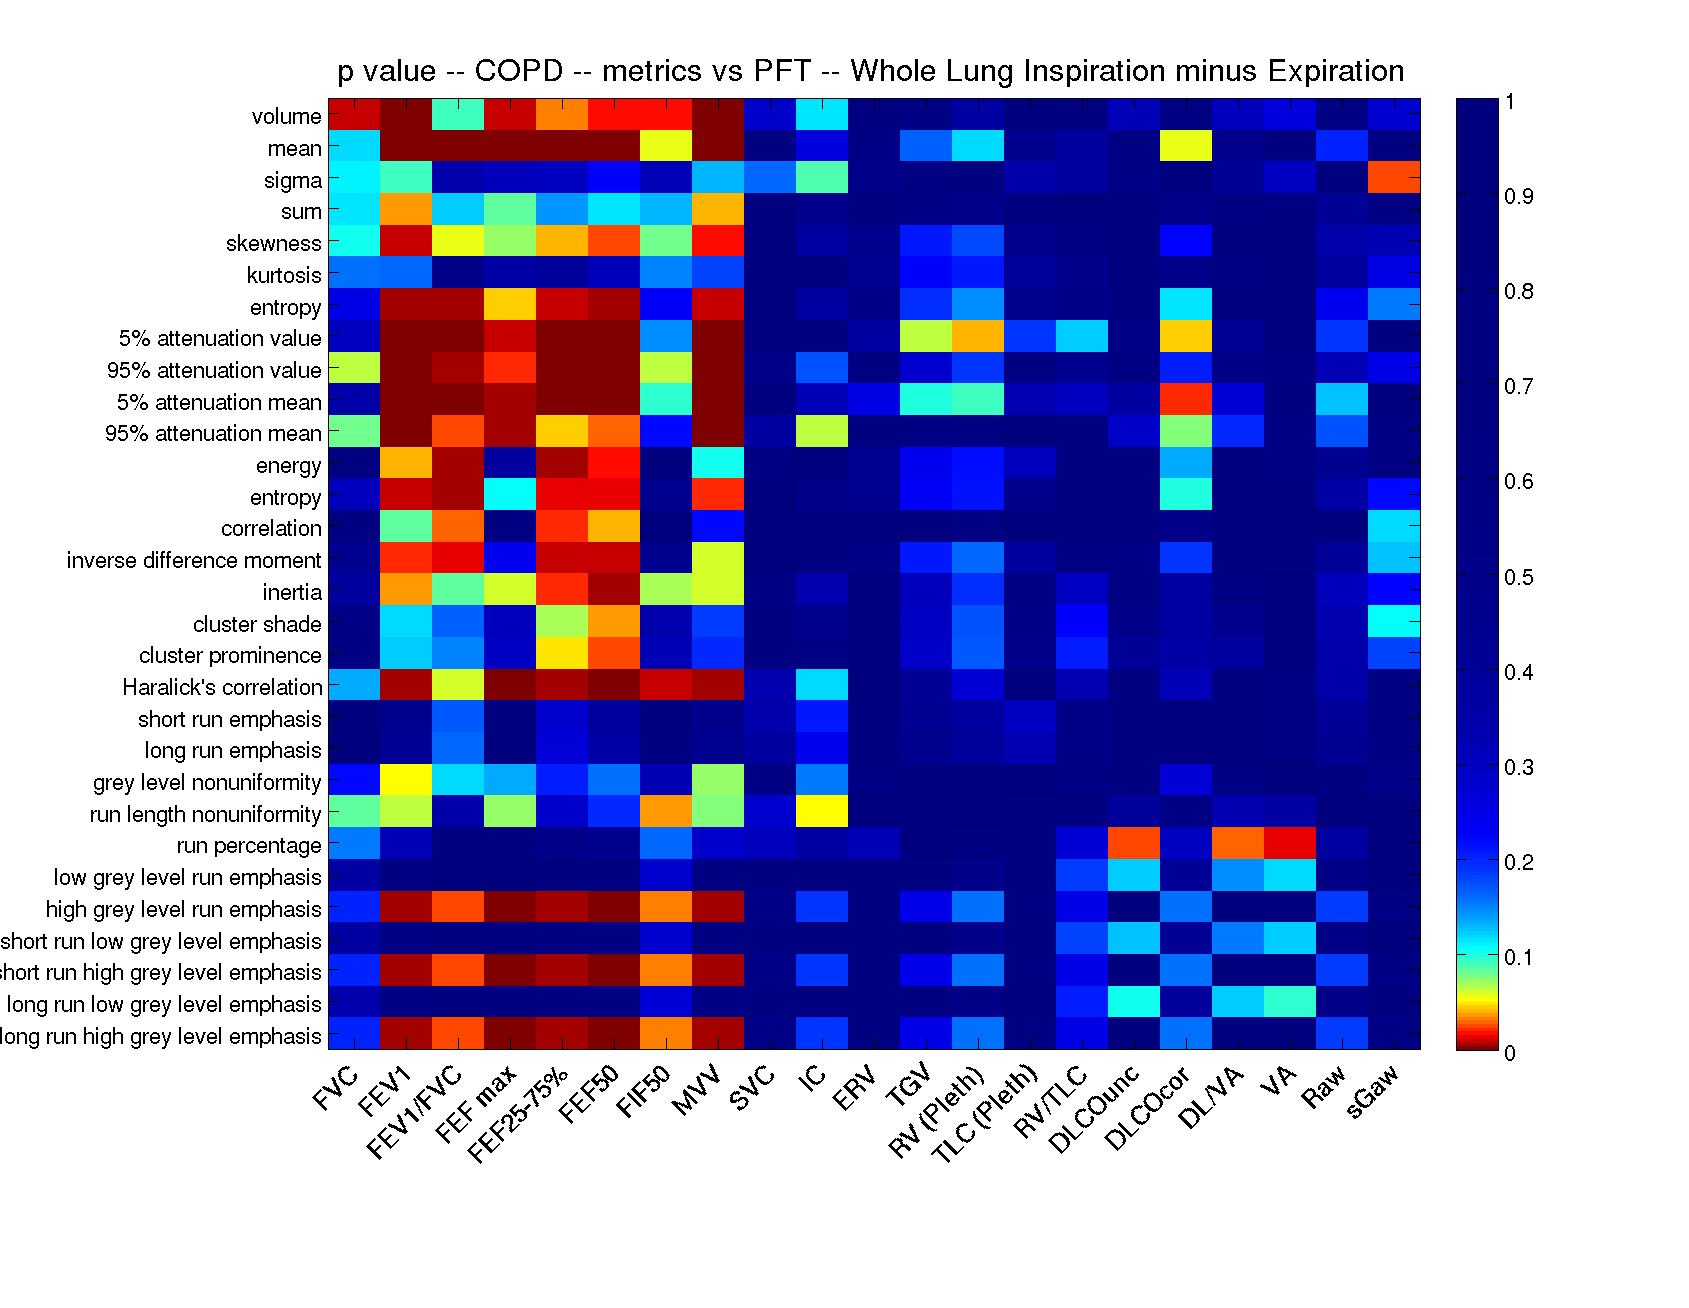 p value -- COPD -- metrics vs PFT -- Whole Lung Inspiration minus Expiration
volume
mean
sigma
sum
skewness
kurtosis
entropy
5% attenuation value
95% attenuation value
5% attenuation mean
95% attenuation mean
energy
entropy
correlation
inverse difference moment
inertia
cluster shade
cluster prominence
Haralick's correlation
short run emphasis
long run emphasis
grey level nonuniformity
run length nonuniformity
run percentage
low grey level run emphasis
high grey level run emphasis
short run low grey level emphasis
short run high grey level emphasis
long run low grey level emphasis
long run high grey level emphasis
FVC
FEV1
FEV1/FVC
FEF max
FEF25-75%
FEF50
FIF50
MVV
SVC
IC
ERV
TGV
RV (Pleth)
TLC (Pleth)
RV/TLC
DLCOunc
DLCOcor
DL/VA
VA
Raw
sGaw
1
0.9
0.8
0.7
0.6
0.5
0.4
0.3
0.2
0.1
0